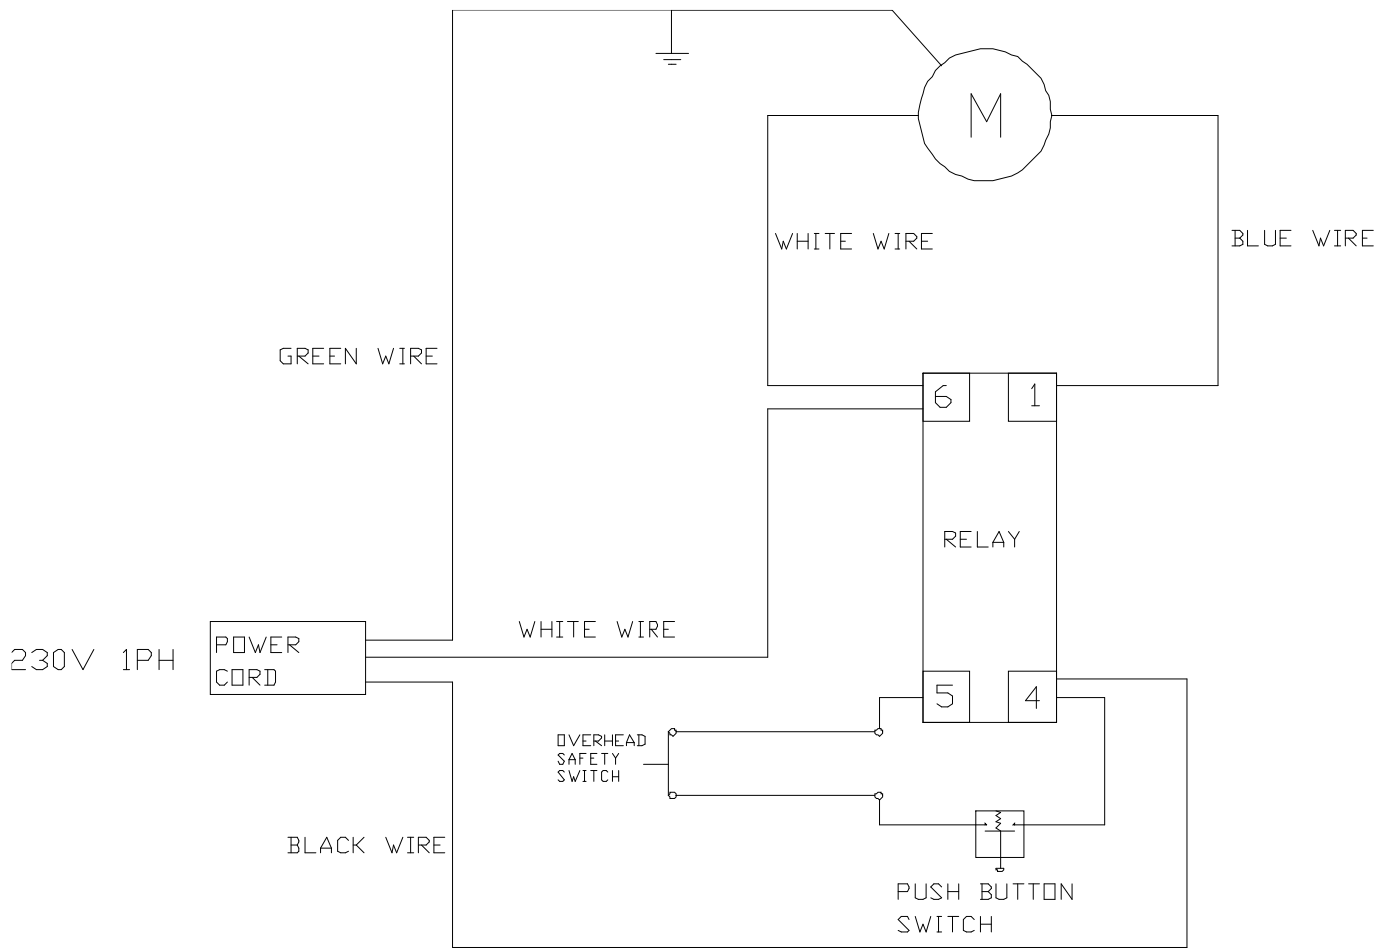 M
WHITE WIRE
BLUE WIRE
GREEN WIRE
6
1
RELAY
WHITE WIRE
230V 1PH
POWER
CORD
5
4
OVERHEAD
SAFETY
SWITCH
BLACK WIRE
PUSH BUTTON
SWITCH